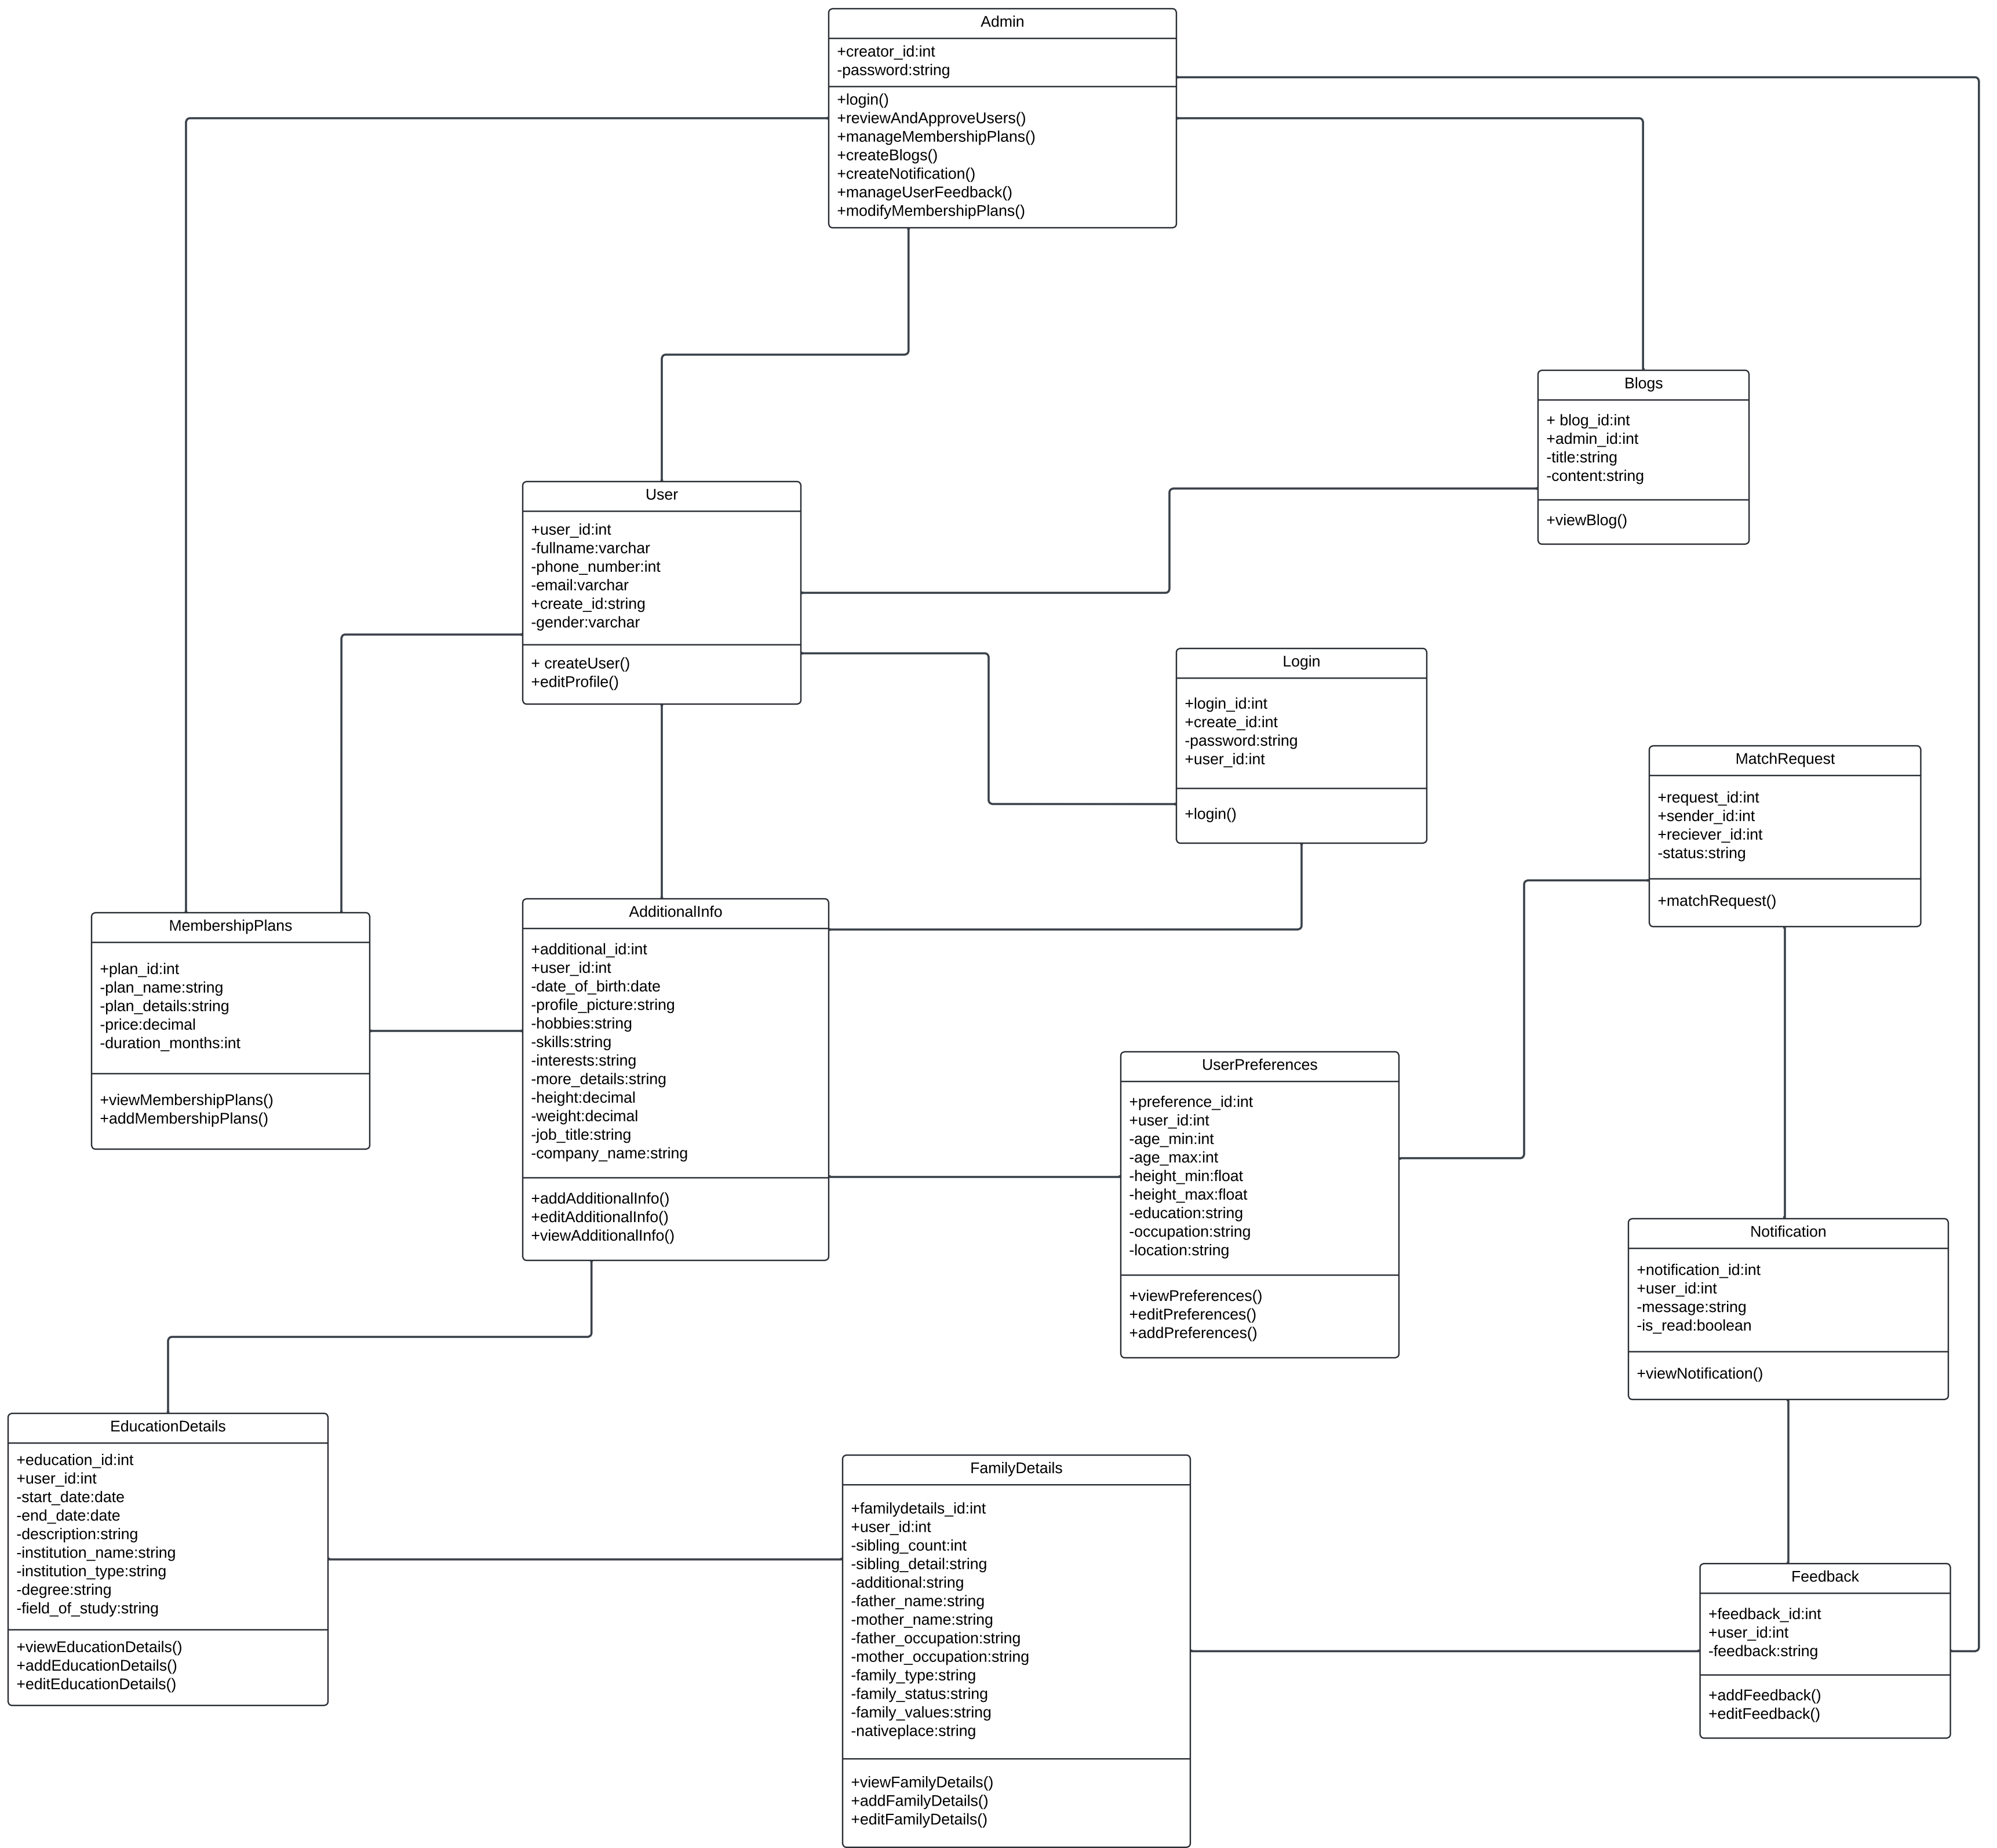 Admin
+creator_id:int
-password:string
+login()
+reviewAndApproveUsers()
+manageMembershipPlans()
+createBlogs()
+createNotification()
+manageUserFeedback()
+modifyMembershipPlans()
Blogs
+ blog_id:int
+admin_id:int
-title:string
-content:string
+viewBlog()
User
+user_id:int
-fullname:varchar
-phone_number:int
-email:varchar
+create_id:string
-gender:varchar
+ createUser()
+editProfile()
Login
+login_id:int
+create_id:int
-password:string
+user_id:int
+login()
MatchRequest
+request_id:int
+sender_id:int
+reciever_id:int
-status:string
+matchRequest()
MembershipPlans
+plan_id:int
-plan_name:string
-plan_details:string
-price:decimal
-duration_months:int
+viewMembershipPlans()
+addMembershipPlans()
AdditionalInfo
+additional_id:int
+user_id:int
-date_of_birth:date
-profile_picture:string
-hobbies:string
-skills:string
-interests:string
-more_details:string
-height:decimal
-weight:decimal
-job_title:string
-company_name:string
+addAdditionalInfo()
+editAdditionalInfo()
+viewAdditionalInfo()
UserPreferences
+preference_id:int
+user_id:int
-age_min:int
-age_max:int
-height_min:float
-height_max:float
-education:string
-occupation:string
-location:string
+viewPreferences()
+editPreferences()
+addPreferences()
Notification
+notification_id:int
+user_id:int
-message:string
-is_read:boolean
+viewNotification()
EducationDetails
+education_id:int
+user_id:int
-start_date:date
-end_date:date
-description:string
-institution_name:string
-institution_type:string
-degree:string
-field_of_study:string
+viewEducationDetails()
+addEducationDetails()
+editEducationDetails()
FamilyDetails
+familydetails_id:int
+user_id:int
-sibling_count:int
-sibling_detail:string
-additional:string
-father_name:string
-mother_name:string
-father_occupation:string
-mother_occupation:string
-family_type:string
-family_status:string
-family_values:string
-nativeplace:string
+viewFamilyDetails()
+addFamilyDetails()
+editFamilyDetails()
Feedback
+feedback_id:int
+user_id:int
-feedback:string
+addFeedback()
+editFeedback()